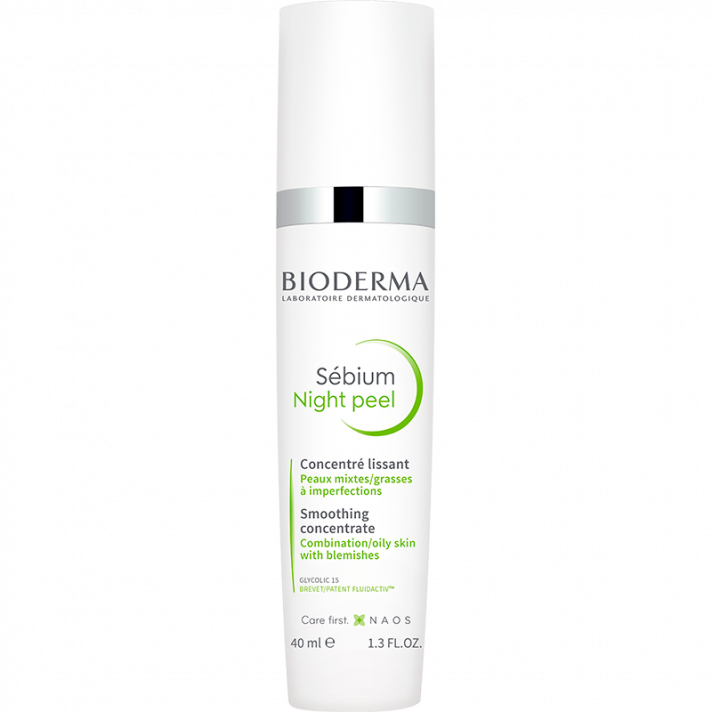 BIODERMA
LABORATOIRE DERMATOLOGIQUE
Sébium
Night peel
Concentré lissant
Peaux mixtes/grasses
à imperfections
Smoothing
concentrate
Combination/oily skin
with blemishes
GLYCOLIC 15
BREVET/PATENT FLUIDACTIV™
Care first. NAOS
40 ml ℮ 1.3 FL.OZ.